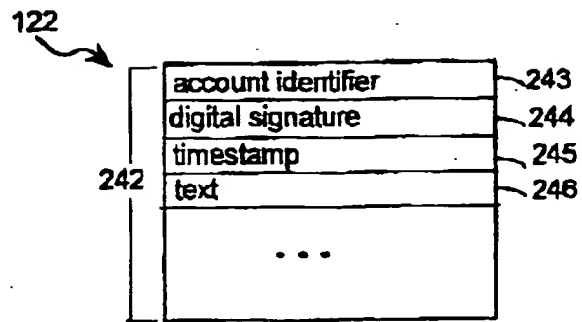 122
account identifier 243
digital signature 244
timestamp 245
242 text 246
...